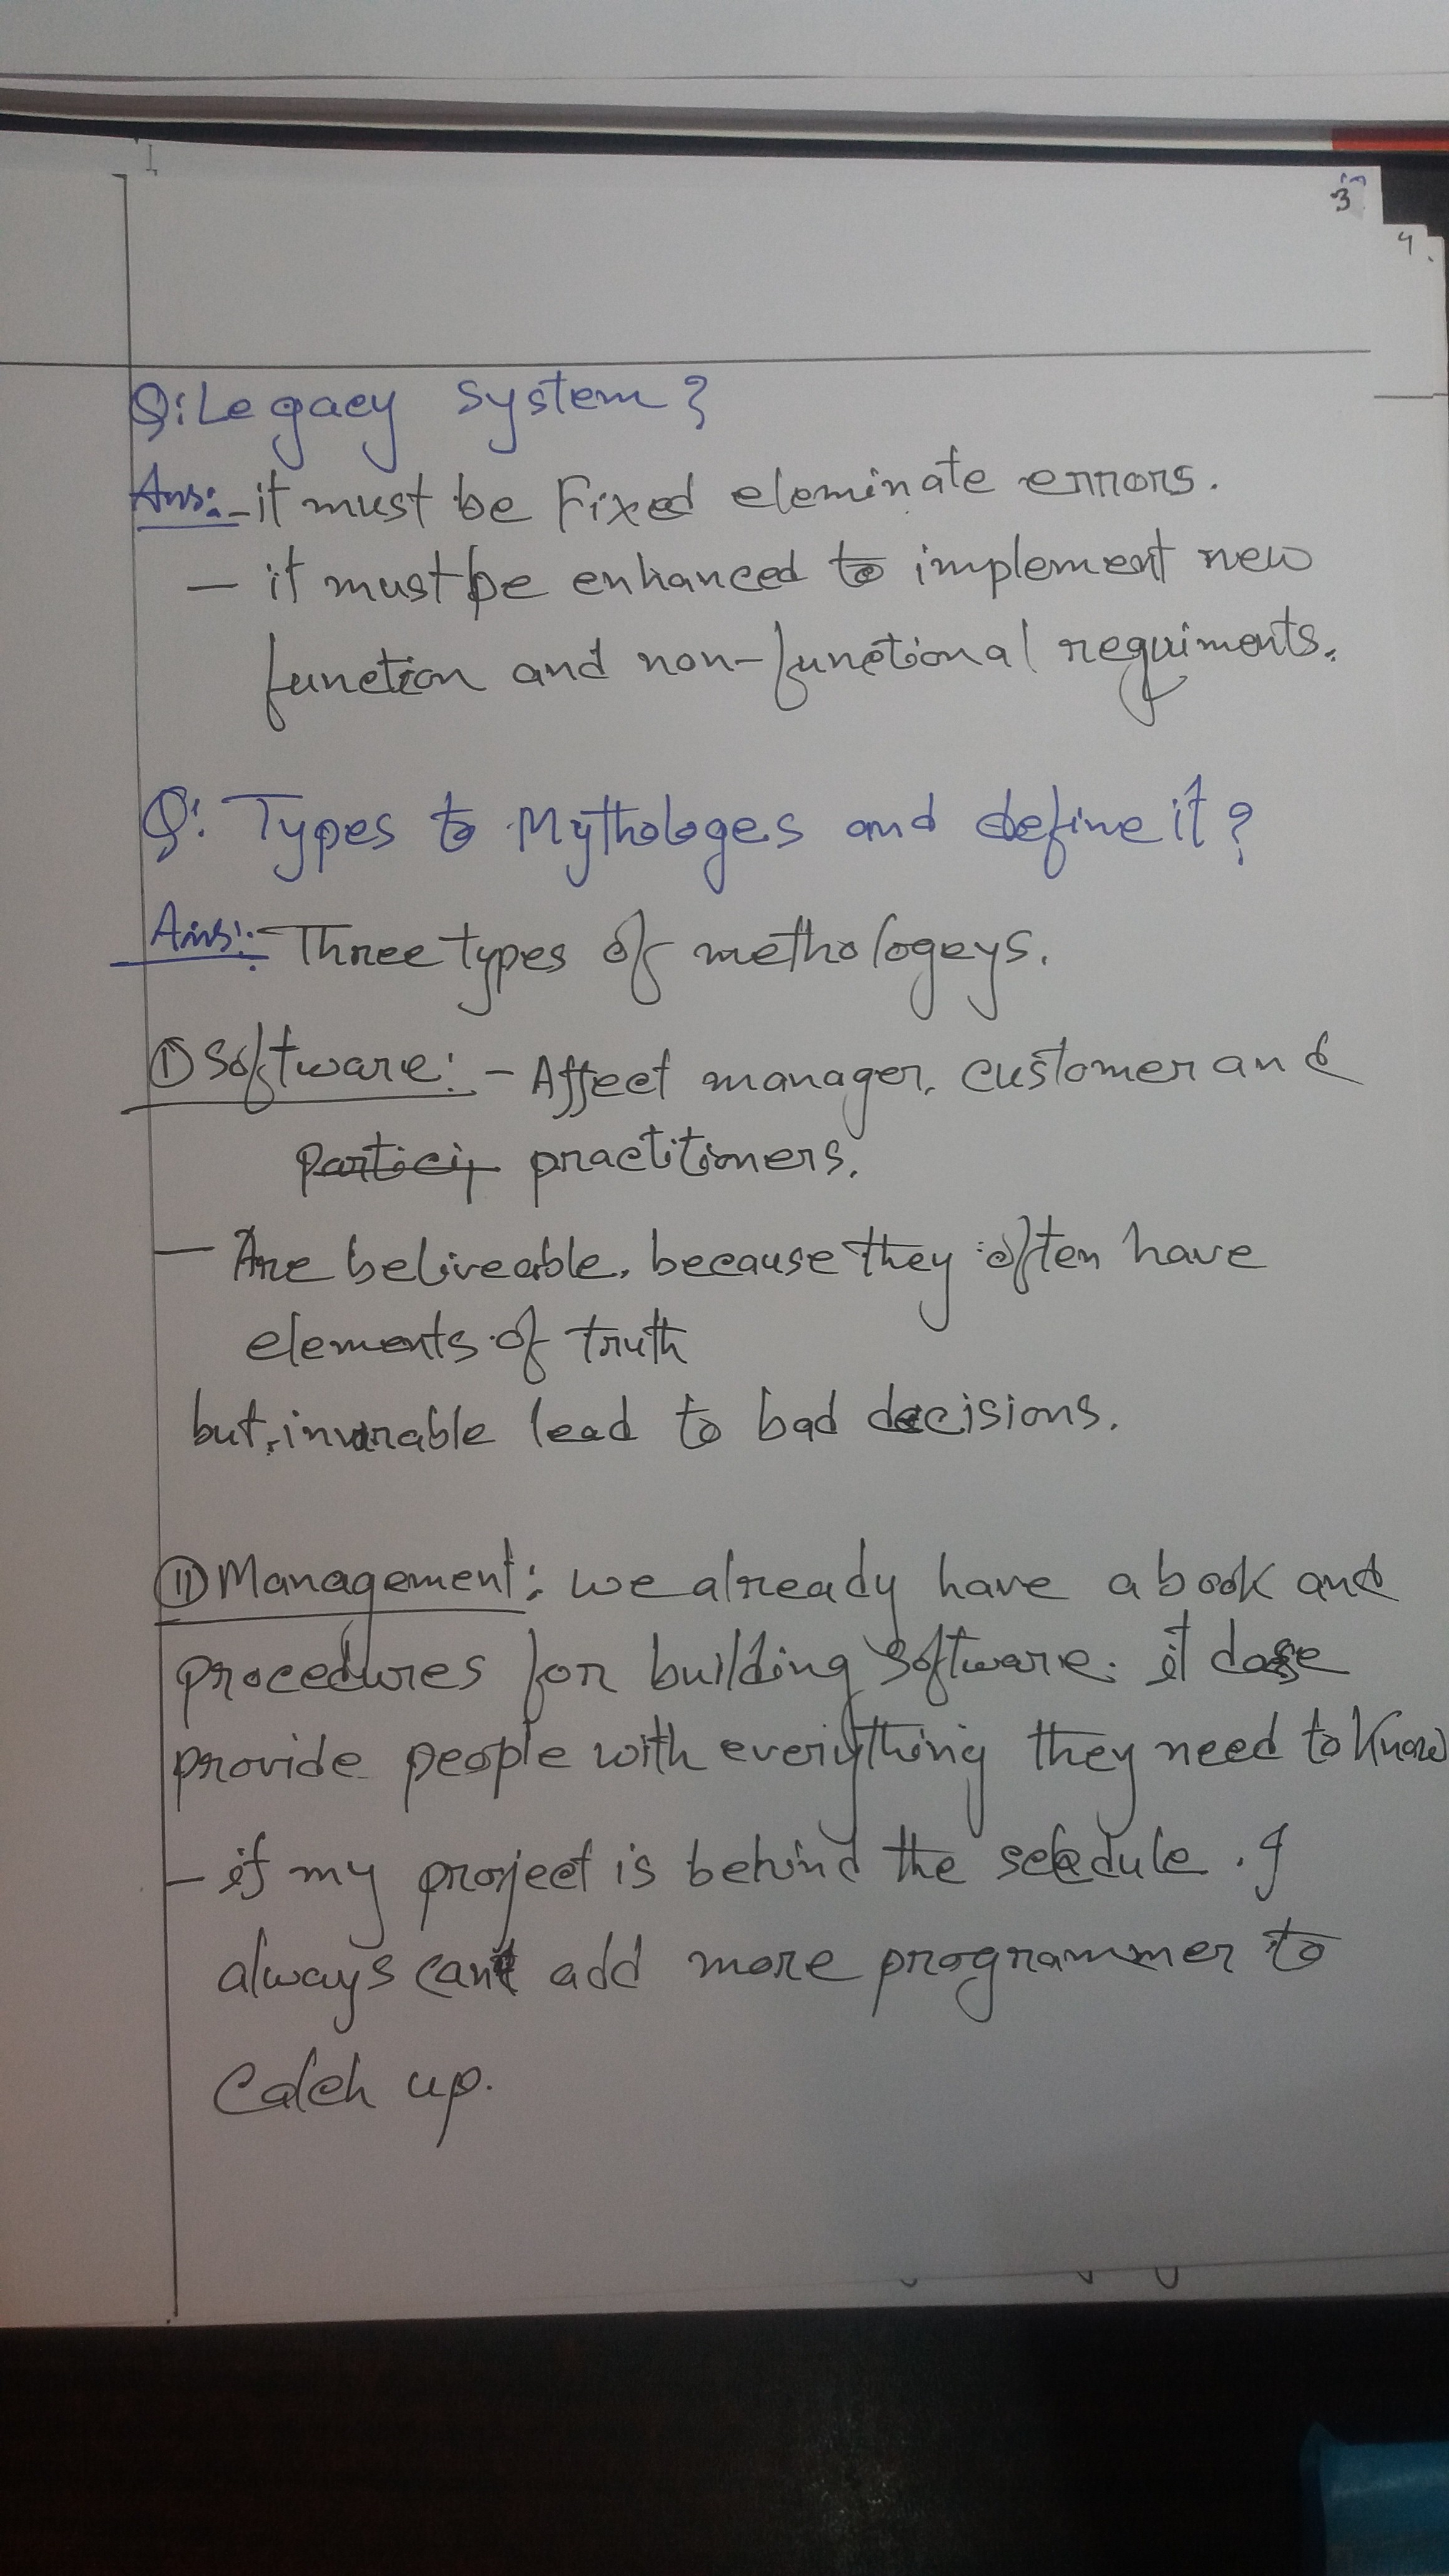 3
4.
Q: Legacy system?
Ans:- it must be Fixed eleminate errors.
- it must be enhanced to implement new
function and non-functional requiments.
Q: Types to Mythologes and define it?
Ans:- Three types of methologeys.
① Software: - Affect manager, customer and
practitioners.
- Are beliveable, because they often have
elements of truth
but, invarable lead to bad decisions.
⑪ Management: we already have a book and
procedures for building software. it
provide people with everything they need to know
- if my project is behind the scedule. I
always can't add more programmer to
Catch up.